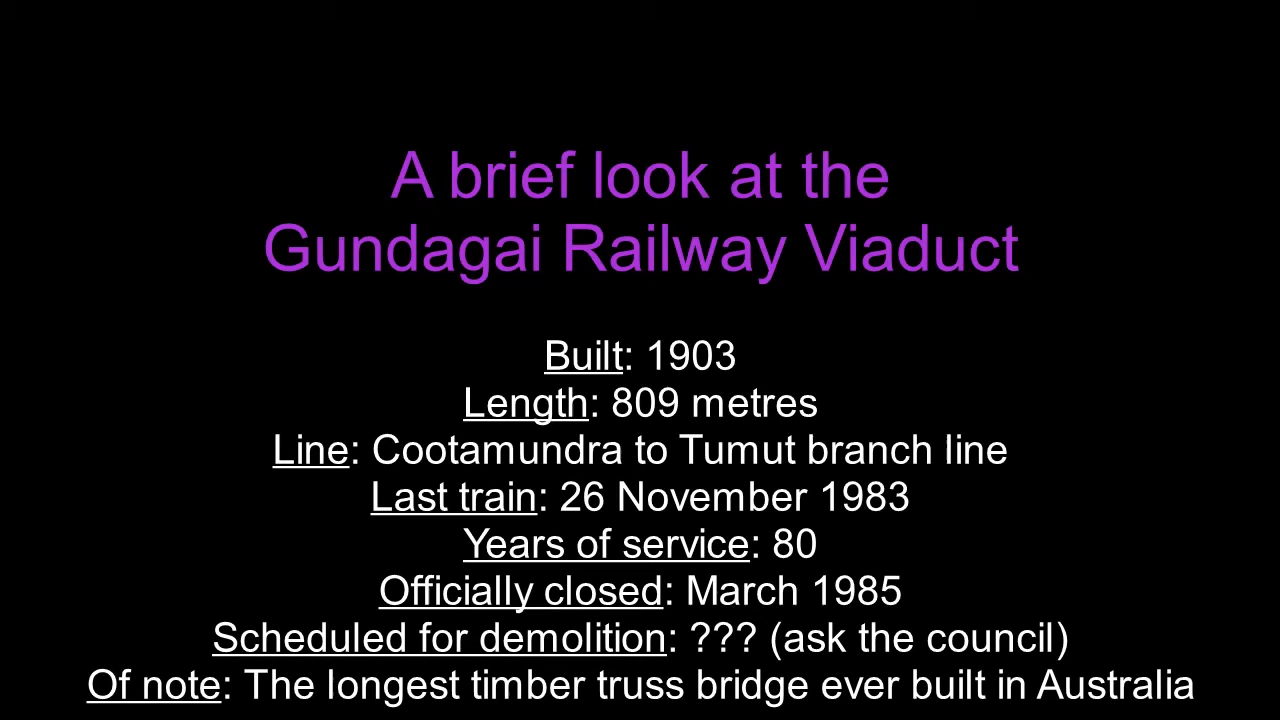 A brief look at the
Gundagai Railway Viaduct
Built: 1903
Length: 809 metres
Line: Cootamundra to Tumut branch line
Last train: 26 November 1983
Years of service: 80
Officially closed: March 1985
Scheduled for demolition: ??? (ask the council)
Of note: The longest timber truss bridge ever built in Australia